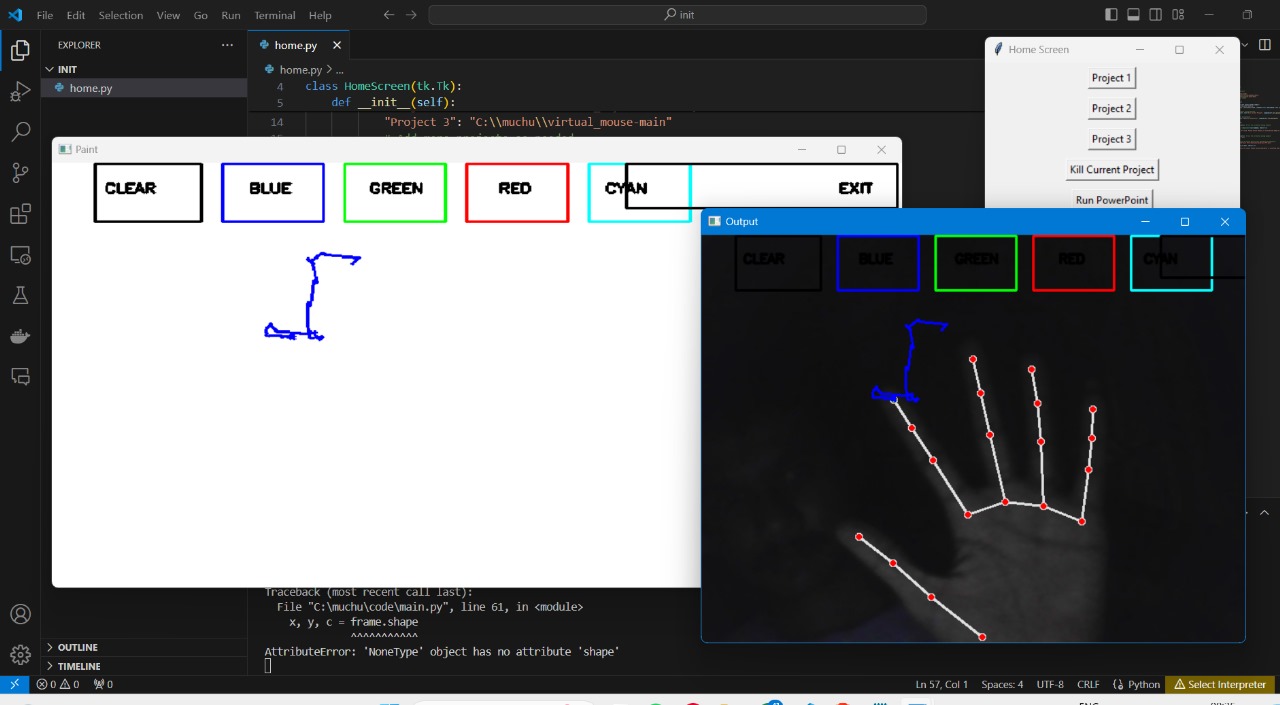 File Edit Selection View Go Run Terminal Help
init
EXPLORER
INIT
home.py
home.py
home.py > ...
4 class HomeScreen(tk.Tk):
5 def __init__(self):
14 "Project 3": "C:\\muchu\\virtual_mouse-main"
Home Screen
Project 1
Project 2
Project 3
Kill Current Project
Run PowerPoint
Paint
CLEAR BLUE GREEN RED CYAN EXIT
Output
CLEAR BLUE GREEN RED CYAN
Traceback (most recent call last):
File "C:\muchu\code\main.py", line 61, in <module>
x, y, c = frame.shape
^^^^^^^^^^^
AttributeError: 'NoneType' object has no attribute 'shape'
OUTLINE
TIMELINE
0 0 0 Ln 57, Col 1 Spaces: 4 UTF-8 CRLF Python Select Interpreter